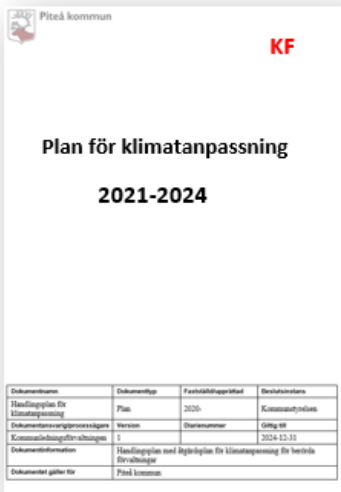 Piteå kommun
KF
Plan för klimatanpassning
2021-2024
Dokumentnamn Dokumenttyp Fastställd/upprättad Beslutsinstans
Handlingsplan för
klimatanpassning Plan 2020- Kommunstyrelsen
Dokumentansvarig/processägare Version Diarienummer Giltig till
Kommunledningsförvaltningen 1 2024-12-31
Dokumentinformation Handlingsplan med åtgärdsplan för klimatanpassning för berörda
förvaltningar
Dokumentet gäller för Piteå kommun